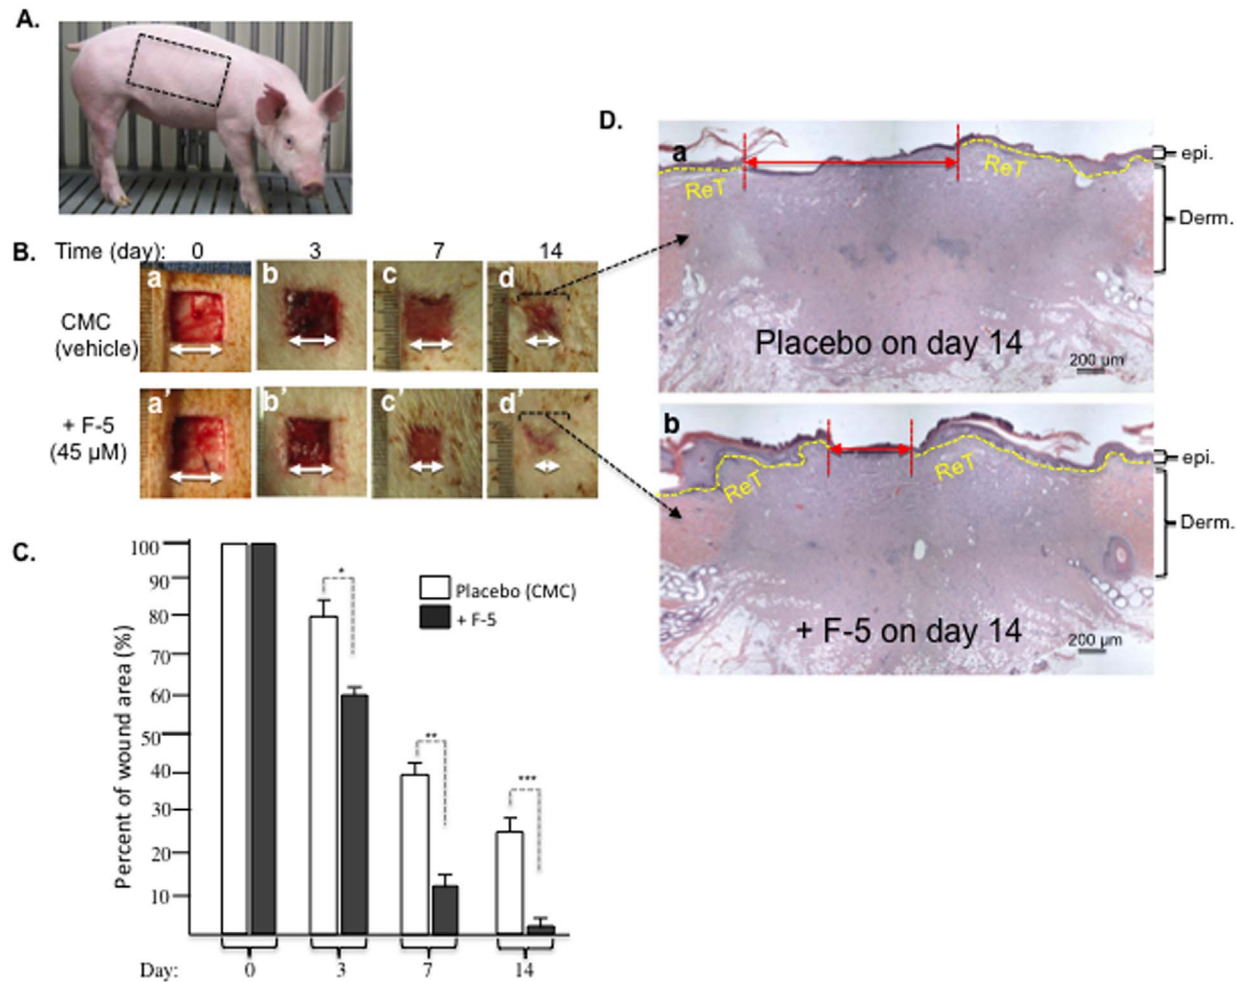 A.
B.
Time (day): 0 3 7 14
a b c d
CMC
(vehicle)
a’ b’ c’ d’
+ F-5
(45 µM)
C.
Percent of wound area (%)
100
90
80
70
60
50
40
30
20
10
*
**
***
Placebo (CMC)
+ F-5
Day: 0 3 7 14
D.
a
ReT
ReT
epi.
Derm.
Placebo on day 14
200 µm
b
ReT
ReT
epi.
Derm.
+ F-5 on day 14
200 µm